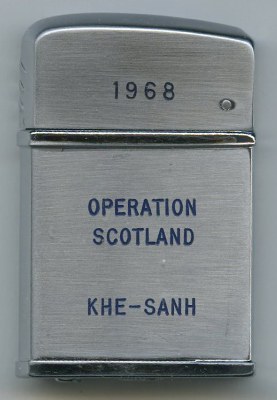 1968
OPERATION
SCOTLAND
KHE-SANH